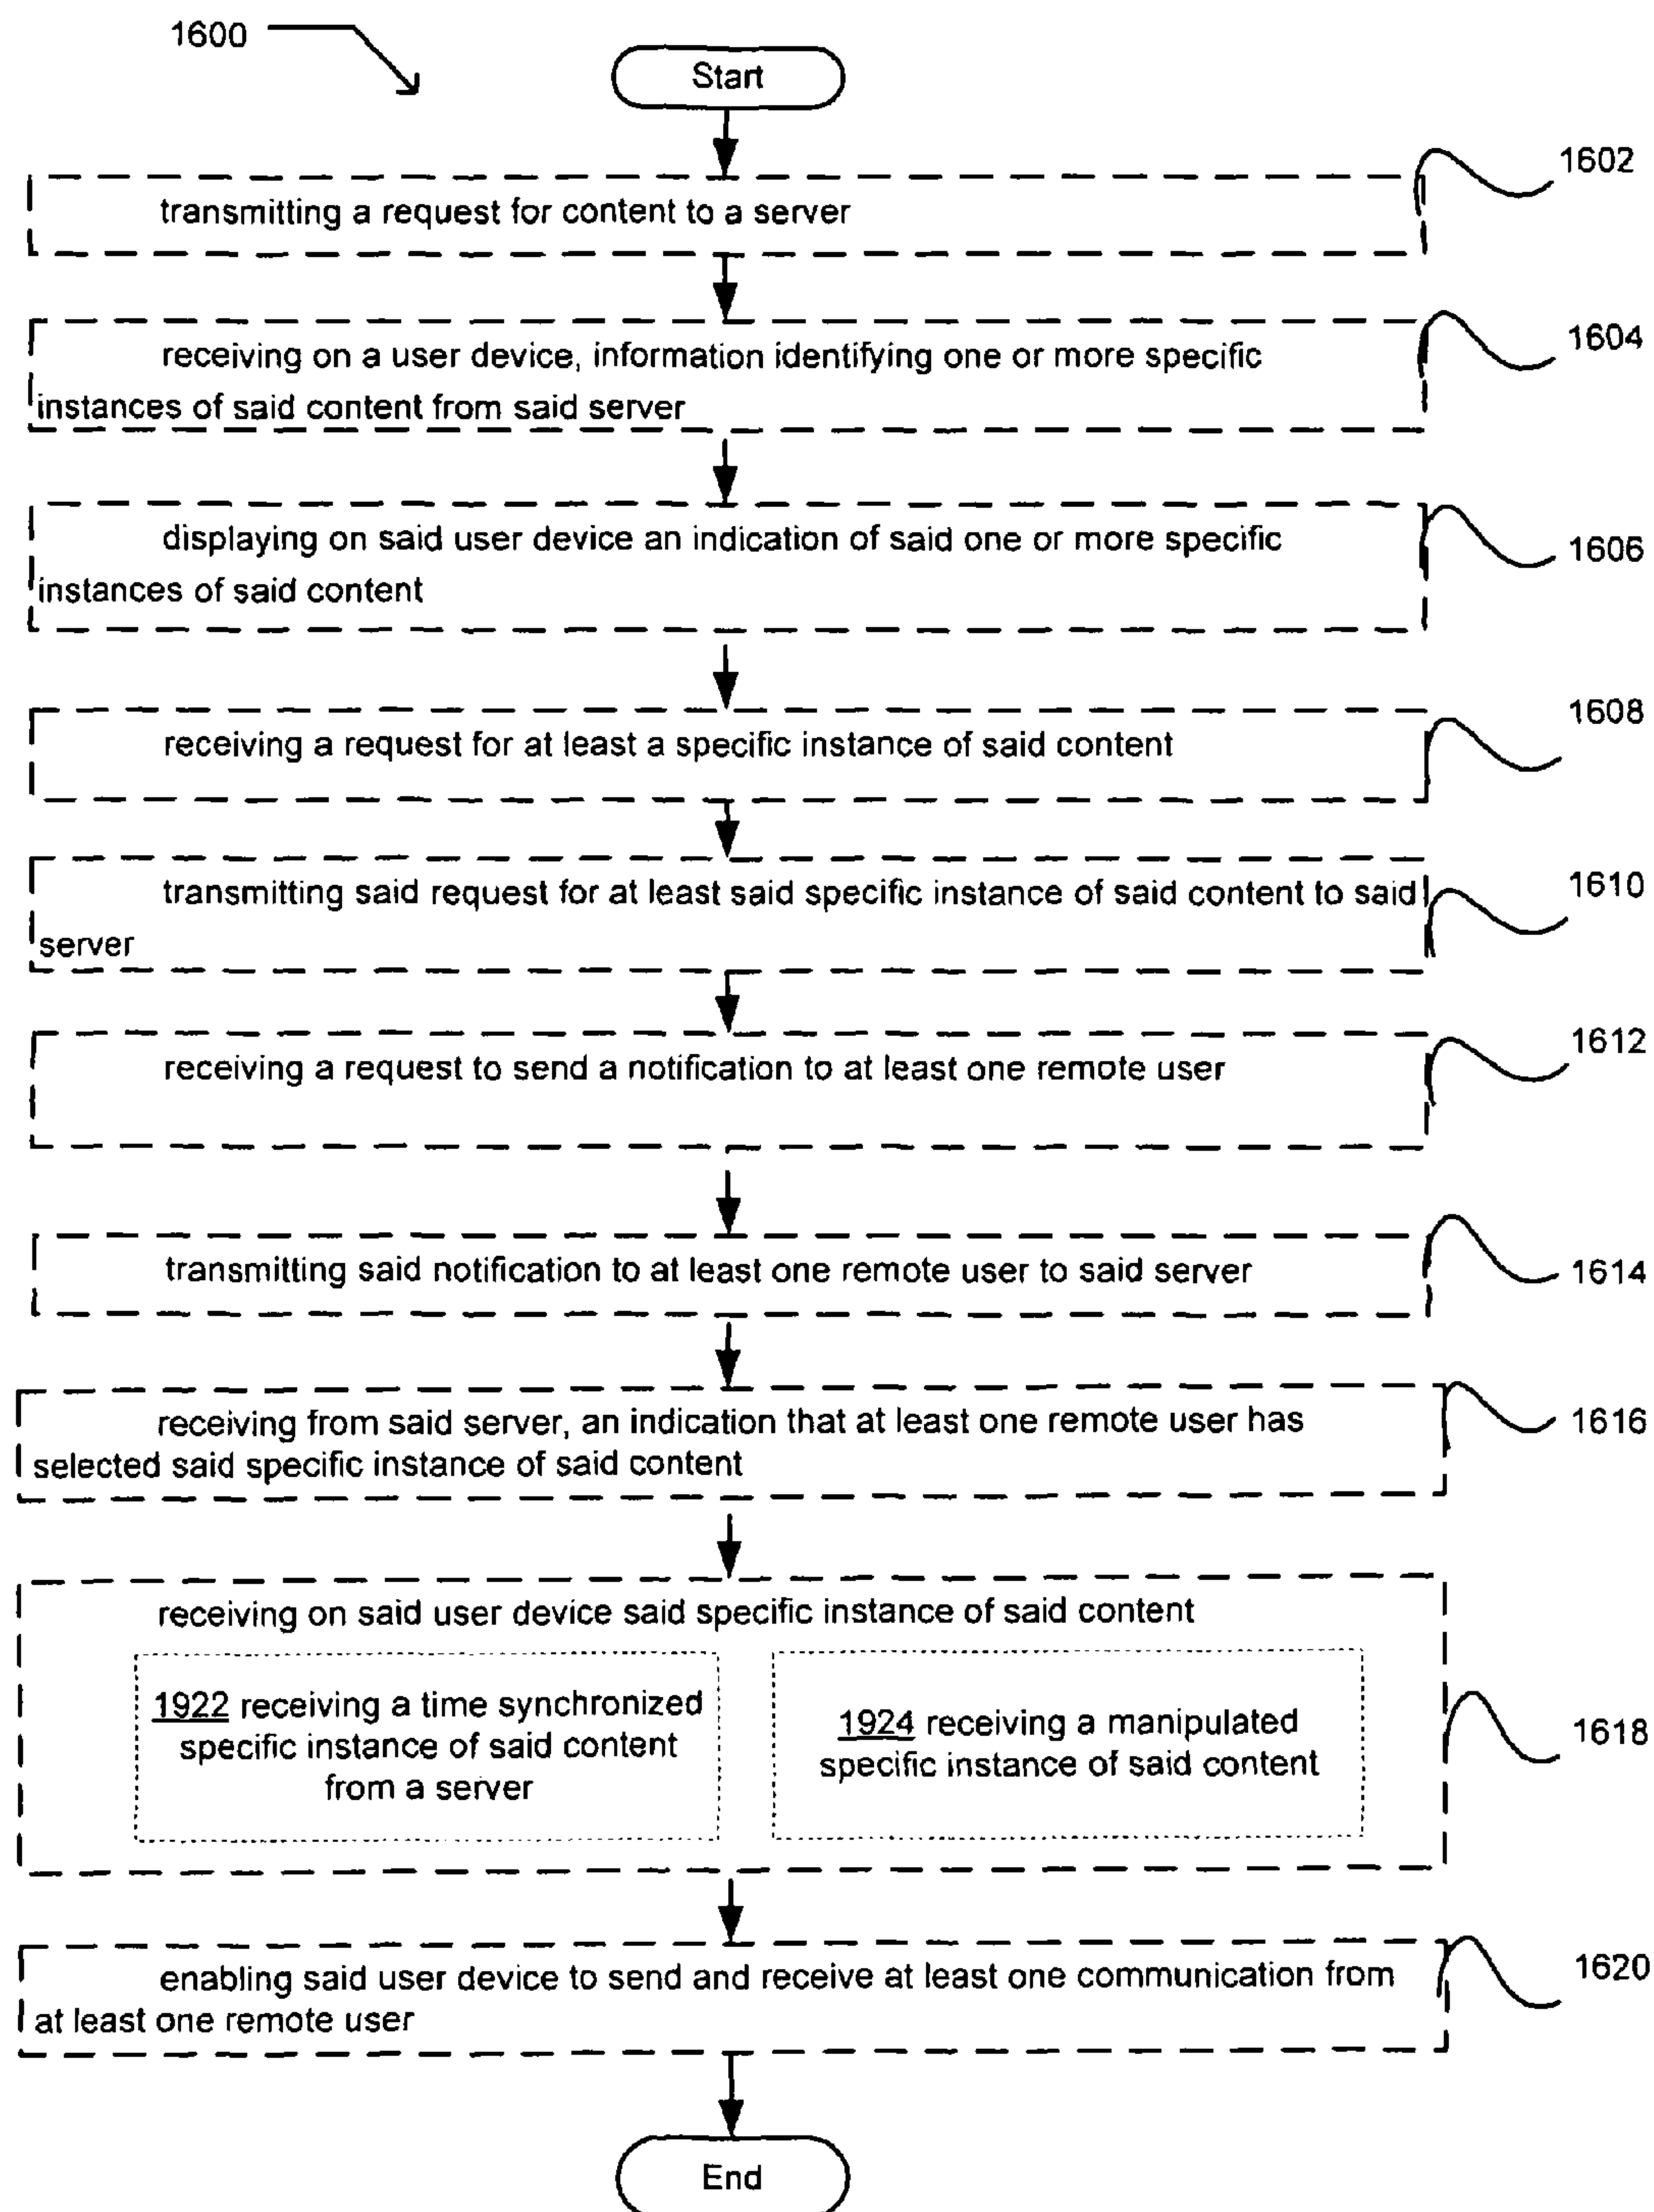 1600
Start
1602
transmitting a request for content to a server
1604
receiving on a user device, information identifying one or more specific
instances of said content from said server
1606
displaying on said user device an indication of said one or more specific
instances of said content
1608
receiving a request for at least a specific instance of said content
1610
transmitting said request for at least said specific instance of said content to said
server
1612
receiving a request to send a notification to at least one remote user
1614
transmitting said notification to at least one remote user to said server
1616
receiving from said server, an indication that at least one remote user has
selected said specific instance of said content
1618
receiving on said user device said specific instance of said content
1922 receiving a time synchronized
specific instance of said content
from a server
1924 receiving a manipulated
specific instance of said content
1620
enabling said user device to send and receive at least one communication from
at least one remote user
End